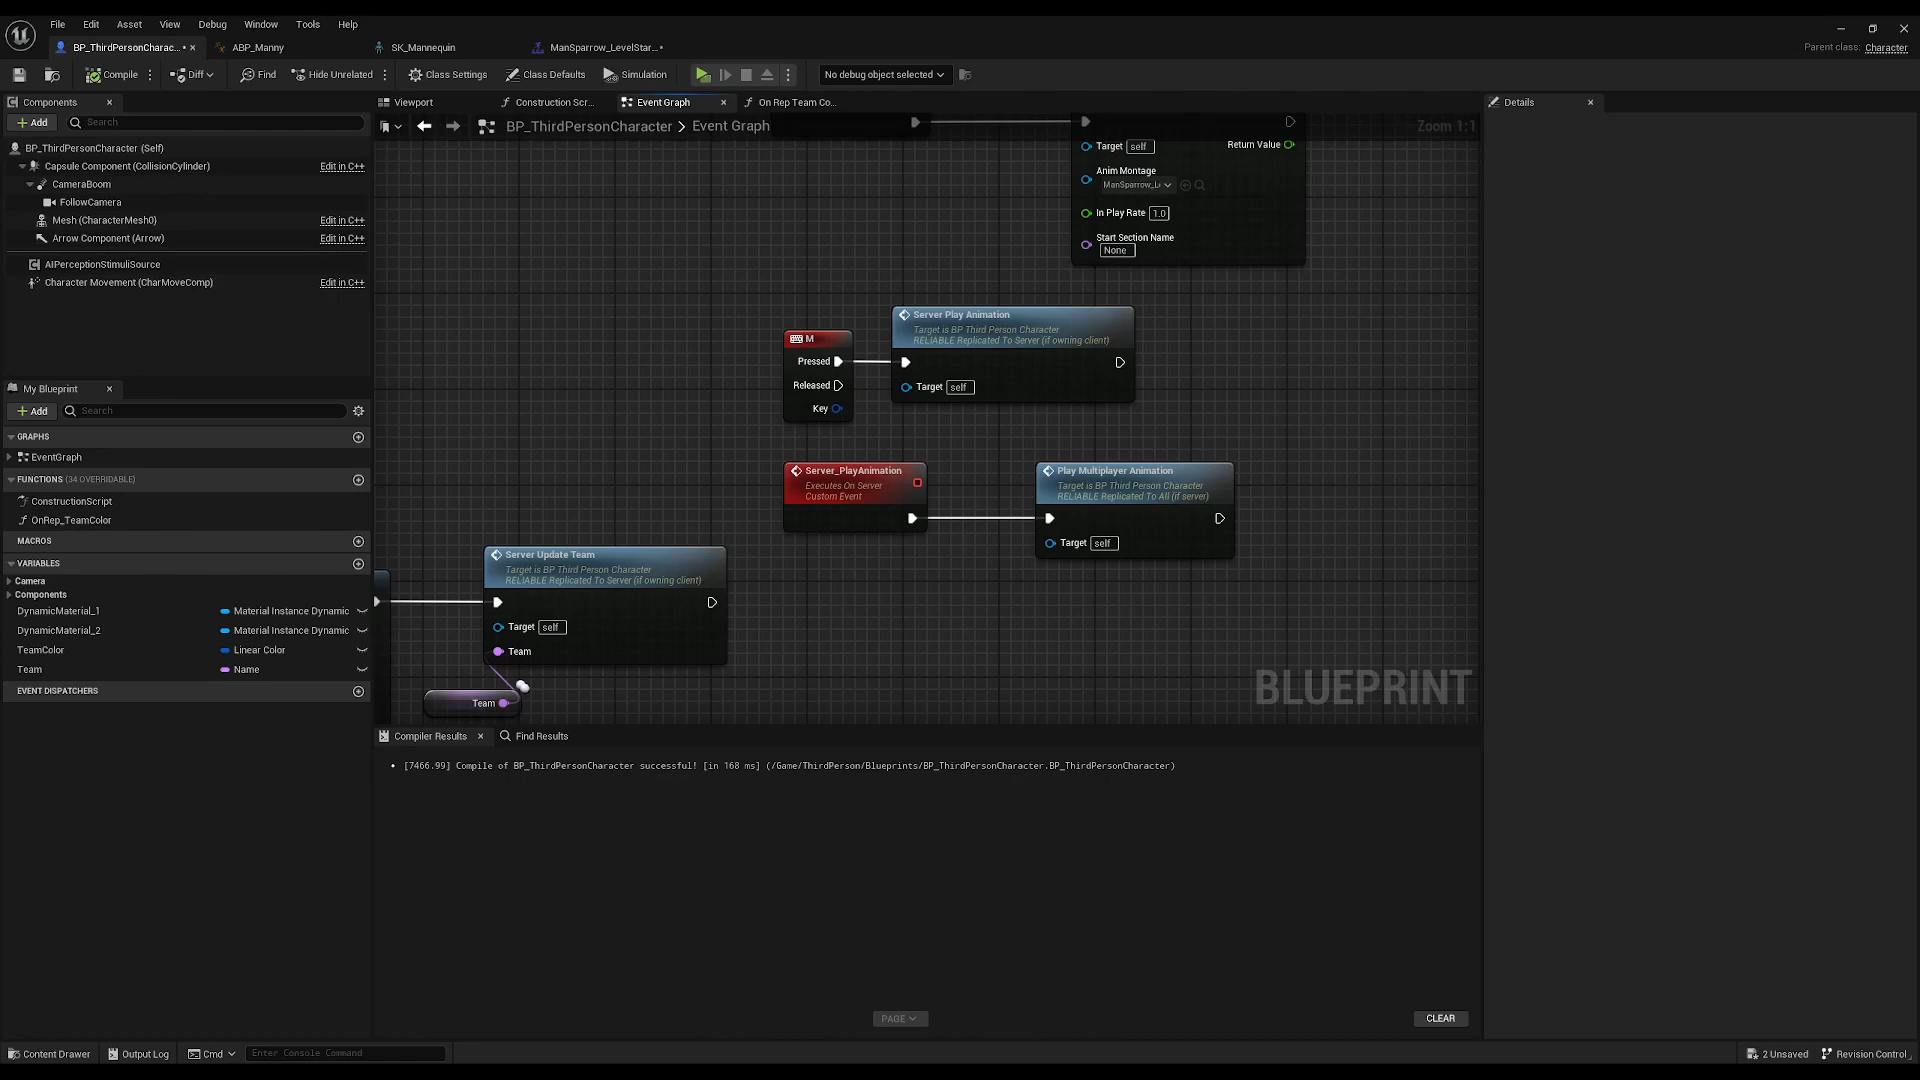 File Edit Asset View Debug Window Tools Help
BP_ThirdPersonCharac... • ×
ABP_Manny
SK_Mannequin
ManSparrow_LevelStar... •
Parent class: Character
Compile
Diff
Find
Hide Unrelated
Class Settings
Class Defaults
Simulation
No debug object selected
Components
Viewport
Construction Scr...
Event Graph
On Rep Team Co...
Details
+ Add
Search
BP_ThirdPersonCharacter > Event Graph
Zoom 1:1
BP_ThirdPersonCharacter (Self)
Capsule Component (CollisionCylinder) Edit in C++
CameraBoom
FollowCamera
Mesh (CharacterMesh0) Edit in C++
Arrow Component (Arrow) Edit in C++
AIPerceptionStimuliSource
Character Movement (CharMoveComp) Edit in C++
Target self
Return Value
Anim Montage
ManSparrow_L
In Play Rate 1.0
Start Section Name
None
Server Play Animation
Target is BP Third Person Character
RELIABLE Replicated To Server (if owning client)
Target self
M
Pressed
Released
Key
My Blueprint
+ Add
Search
GRAPHS
EventGraph
FUNCTIONS (34 OVERRIDABLE)
ConstructionScript
OnRep_TeamColor
MACROS
VARIABLES
Camera
Components
DynamicMaterial_1 Material Instance Dynamic
DynamicMaterial_2 Material Instance Dynamic
TeamColor Linear Color
Team Name
EVENT DISPATCHERS
Server_PlayAnimation
Executes On Server
Custom Event
Play Multiplayer Animation
Target is BP Third Person Character
RELIABLE Replicated To All (if server)
Target self
Server Update Team
Target is BP Third Person Character
RELIABLE Replicated To Server (if owning client)
Target self
Team
Team
BLUEPRINT
Compiler Results
Find Results
• [7466.99] Compile of BP_ThirdPersonCharacter successful! [in 168 ms] (/Game/ThirdPerson/Blueprints/BP_ThirdPersonCharacter.BP_ThirdPersonCharacter)
PAGE
CLEAR
Content Drawer
Output Log
Cmd
Enter Console Command
2 Unsaved
Revision Control